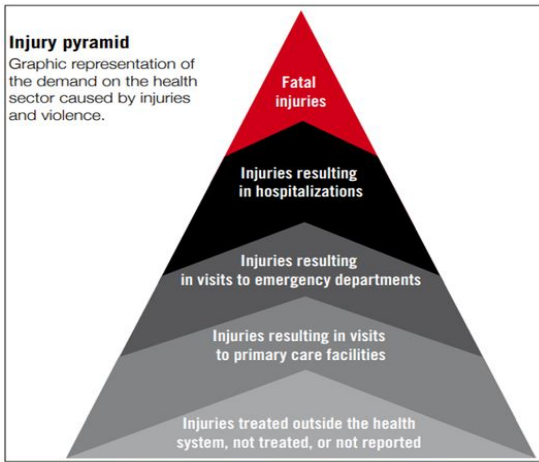 Injury pyramid
Graphic representation of
the demand on the health
sector caused by injuries
and violence.
Fatal
injuries
Injuries resulting
in hospitalizations
Injuries resulting
in visits to emergency departments
Injuries resulting in visits
to primary care facilities
Injuries treated outside the health
system, not treated, or not reported